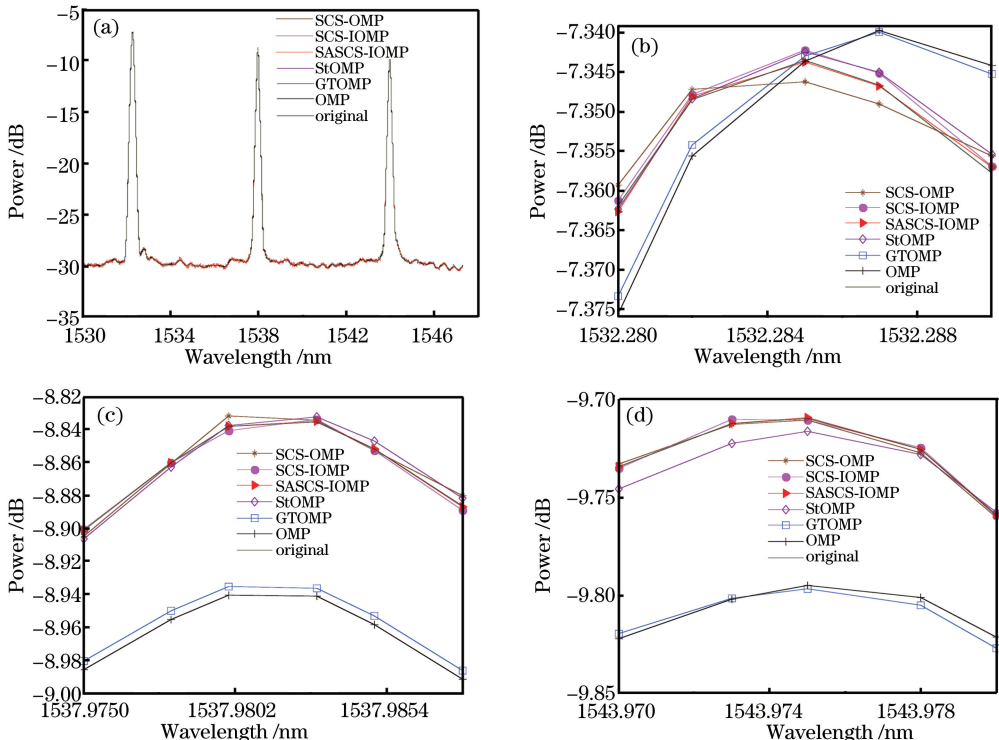 (a)
−5
−10
−15
−20
−25
−30
−35
Power /dB
1530
1534
1538
1542
1546
Wavelength /nm
SCS-OMP
SCS-IOMP
SASCS-IOMP
StOMP
GTOMP
OMP
original
(b)
−7.340
−7.345
−7.350
−7.355
−7.360
−7.365
−7.370
−7.375
Power /dB
1532.280
1532.284
1532.288
Wavelength /nm
SCS-OMP
SCS-IOMP
SASCS-IOMP
StOMP
GTOMP
OMP
original
(c)
−8.82
−8.84
−8.86
−8.88
−8.90
−8.92
−8.94
−8.96
−8.98
−9.00
Power /dB
1537.9750
1537.9802
1537.9854
Wavelength /nm
SCS-OMP
SCS-IOMP
SASCS-IOMP
StOMP
GTOMP
OMP
original
(d)
−9.70
−9.75
−9.80
−9.85
Power /dB
1543.970
1543.974
1543.978
Wavelength /nm
SCS-OMP
SCS-IOMP
SASCS-IOMP
StOMP
GTOMP
OMP
original